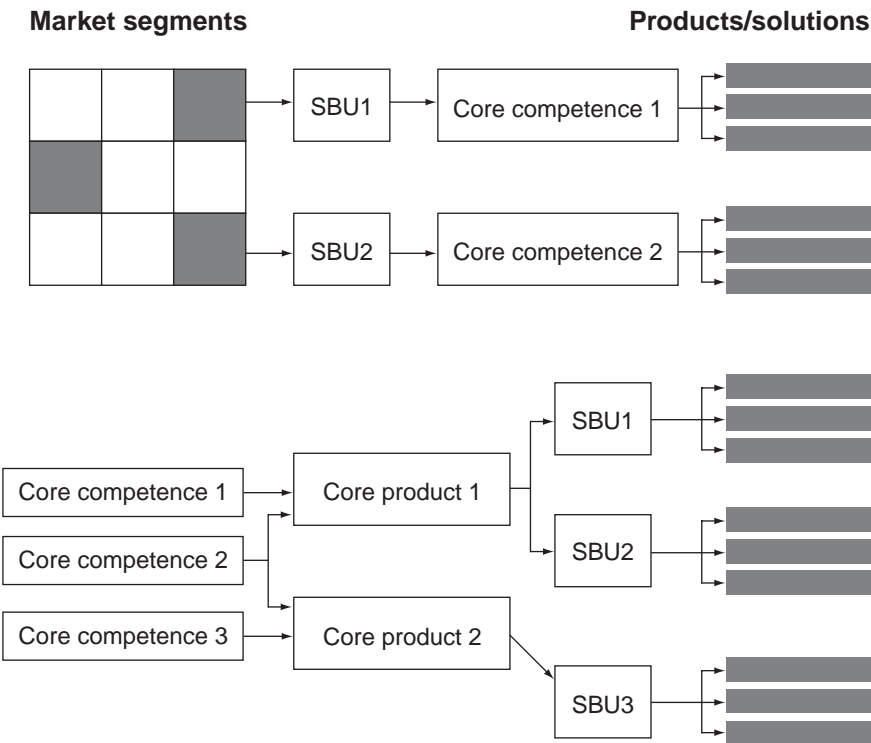 Market segments
Products/solutions
SBU1
Core competence 1
SBU2
Core competence 2
SBU1
Core competence 1
Core product 1
Core competence 2
SBU2
Core competence 3
Core product 2
SBU3